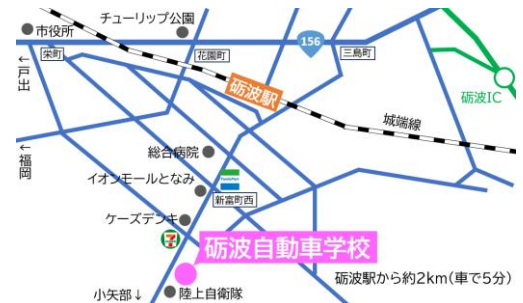 チューリップ公園
市役所
156
栄町
花園町
三島町
←戸出
砺波駅
砺波IC
城端線
←福岡
総合病院
イオンモールとなみ
新富町西
ケーズデンキ
7
砺波自動車学校
砺波駅から約2km(車で5分)
小矢部↓
陸上自衛隊